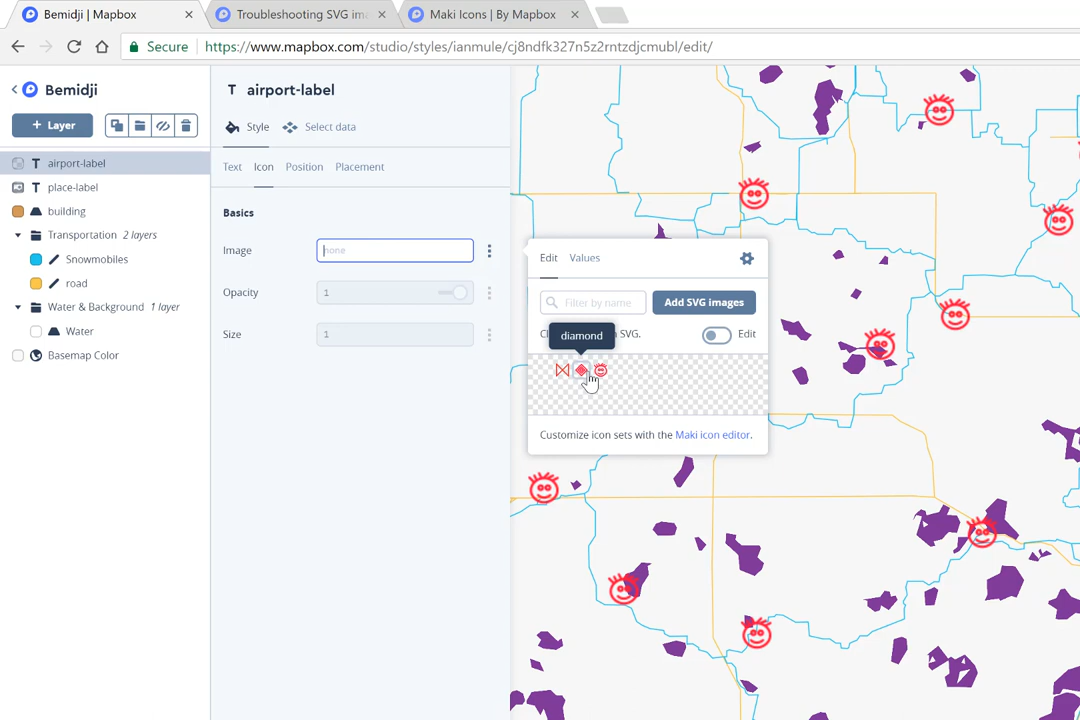 Bemidji | Mapbox
Troubleshooting SVG im
Maki Icons | By Mapbox
Secure
https://www.mapbox.com/studio/styles/ianmule/cj8ndfk327n5z2rntzdjcmubl/edit/
Bemidji
+ Layer
T airport-label
T place-label
building
Transportation 2 layers
Snowmobiles
road
Water & Background 1 layer
Water
Basemap Color
T airport-label
Style
Select data
Text
Icon
Position
Placement
Basics
Image
none
Opacity
1
Size
1
Edit
Values
Filter by name
Add SVG images
SVG.
Edit
diamond
Customize icon sets with the Maki icon editor.